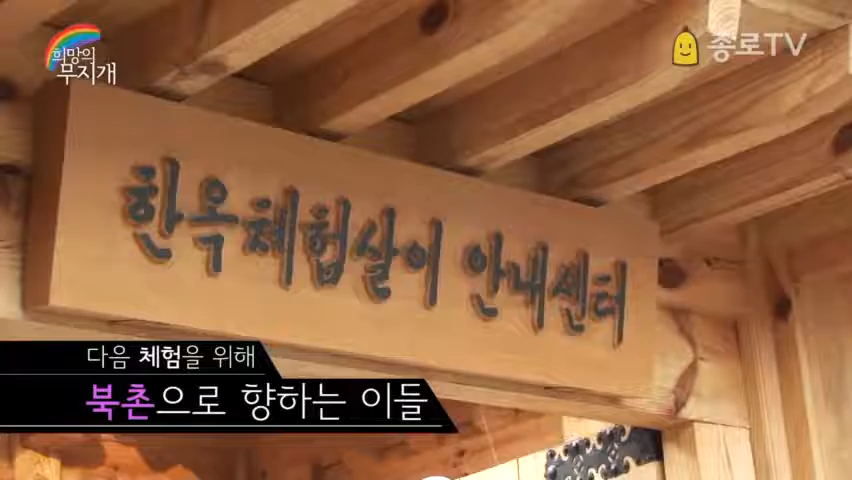 희망의
무지개
종로TV
한옥체험살이 안내센터
다음 체험을 위해
북촌으로 향하는 이들